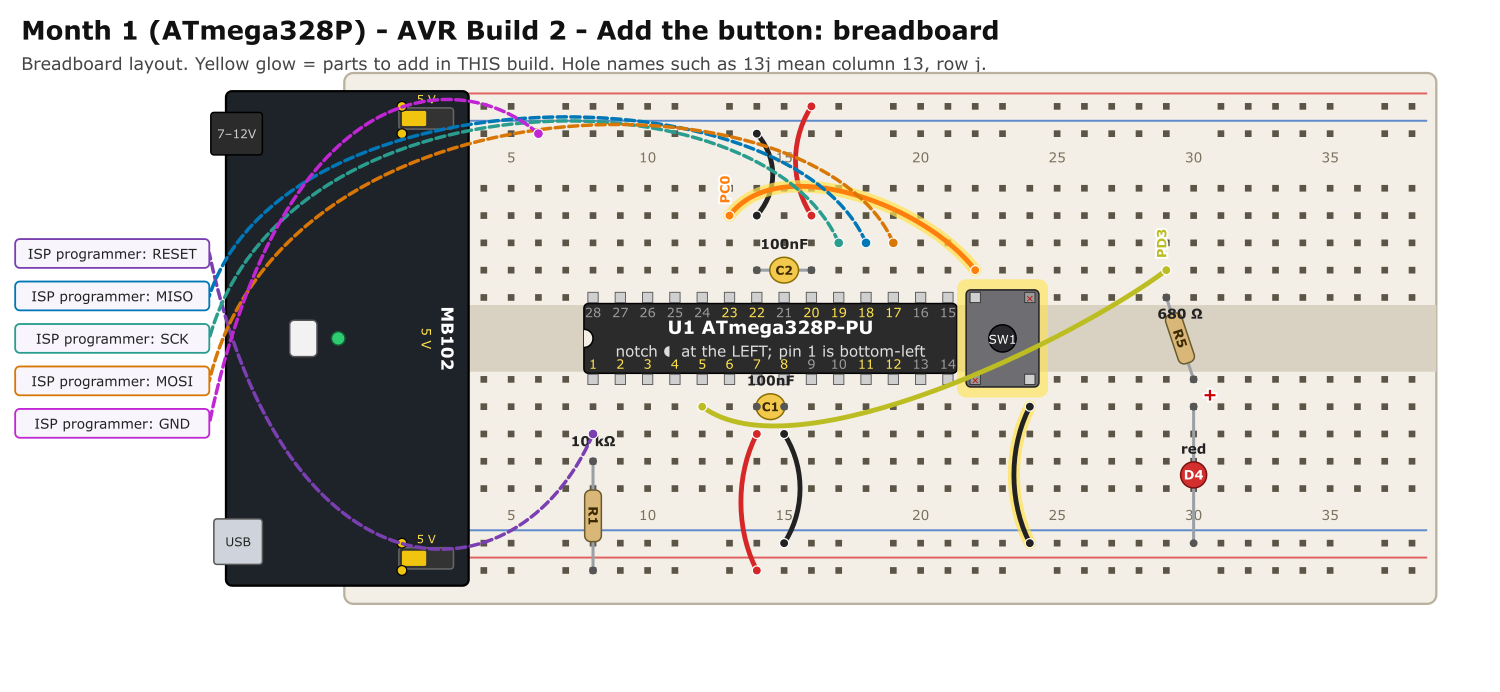 Month 1 (ATmega328P) - AVR Build 2 - Add the button: breadboard
Breadboard layout. Yellow glow = parts to add in THIS build. Hole names such as 13j mean column 13, row j.
5 V
7–12V
5 10 15 20 25 30 35
PC0
PD3
ISP programmer: RESET
ISP programmer: MISO
ISP programmer: SCK
ISP programmer: MOSI
ISP programmer: GND
100nF
C2
MB102
5 V
28 27 26 25 24 23 22 21 20 19 18 17 16 15
U1 ATmega328P-PU
notch ◖ at the LEFT; pin 1 is bottom-left
1 2 3 4 5 6 7 8 9 10 11 12 13 14
SW1
680 Ω
R5
100nF
C1
+
10 kΩ
R1
red
D4
5 10 15 20 25 30 35
USB
5 V